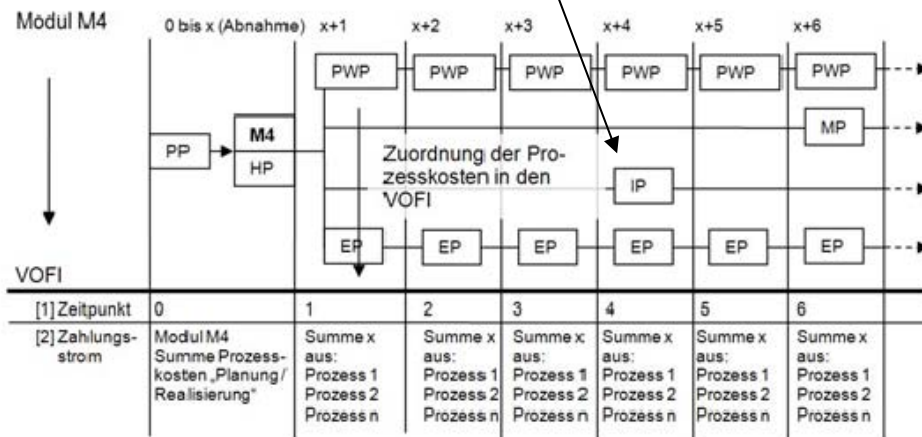 Modul M4
0 bis x (Abnahme) x+1 x+2 x+3 x+4 x+5 x+6
PWP PWP PWP PWP PWP PWP
MP
PP
M4
HP
Zuordnung der Pro-
zesskosten in den
VOFI
IP
EP EP EP EP EP EP
VOFI
[1] Zeitpunkt 0 1 2 3 4 5 6
[2] Zahlungs- Modul M4 Summe x Summe x Summe x Summe x Summe x Summe x
strom Summe Prozess- aus: aus: aus: aus: aus: aus:
kosten „Planung/ Prozess 1 Prozess 1 Prozess 1 Prozess 1 Prozess 1 Prozess 1
Realisierung“ Prozess 2 Prozess 2 Prozess 2 Prozess 2 Prozess 2 Prozess 2
Prozess n Prozess n Prozess n Prozess n Prozess n Prozess n